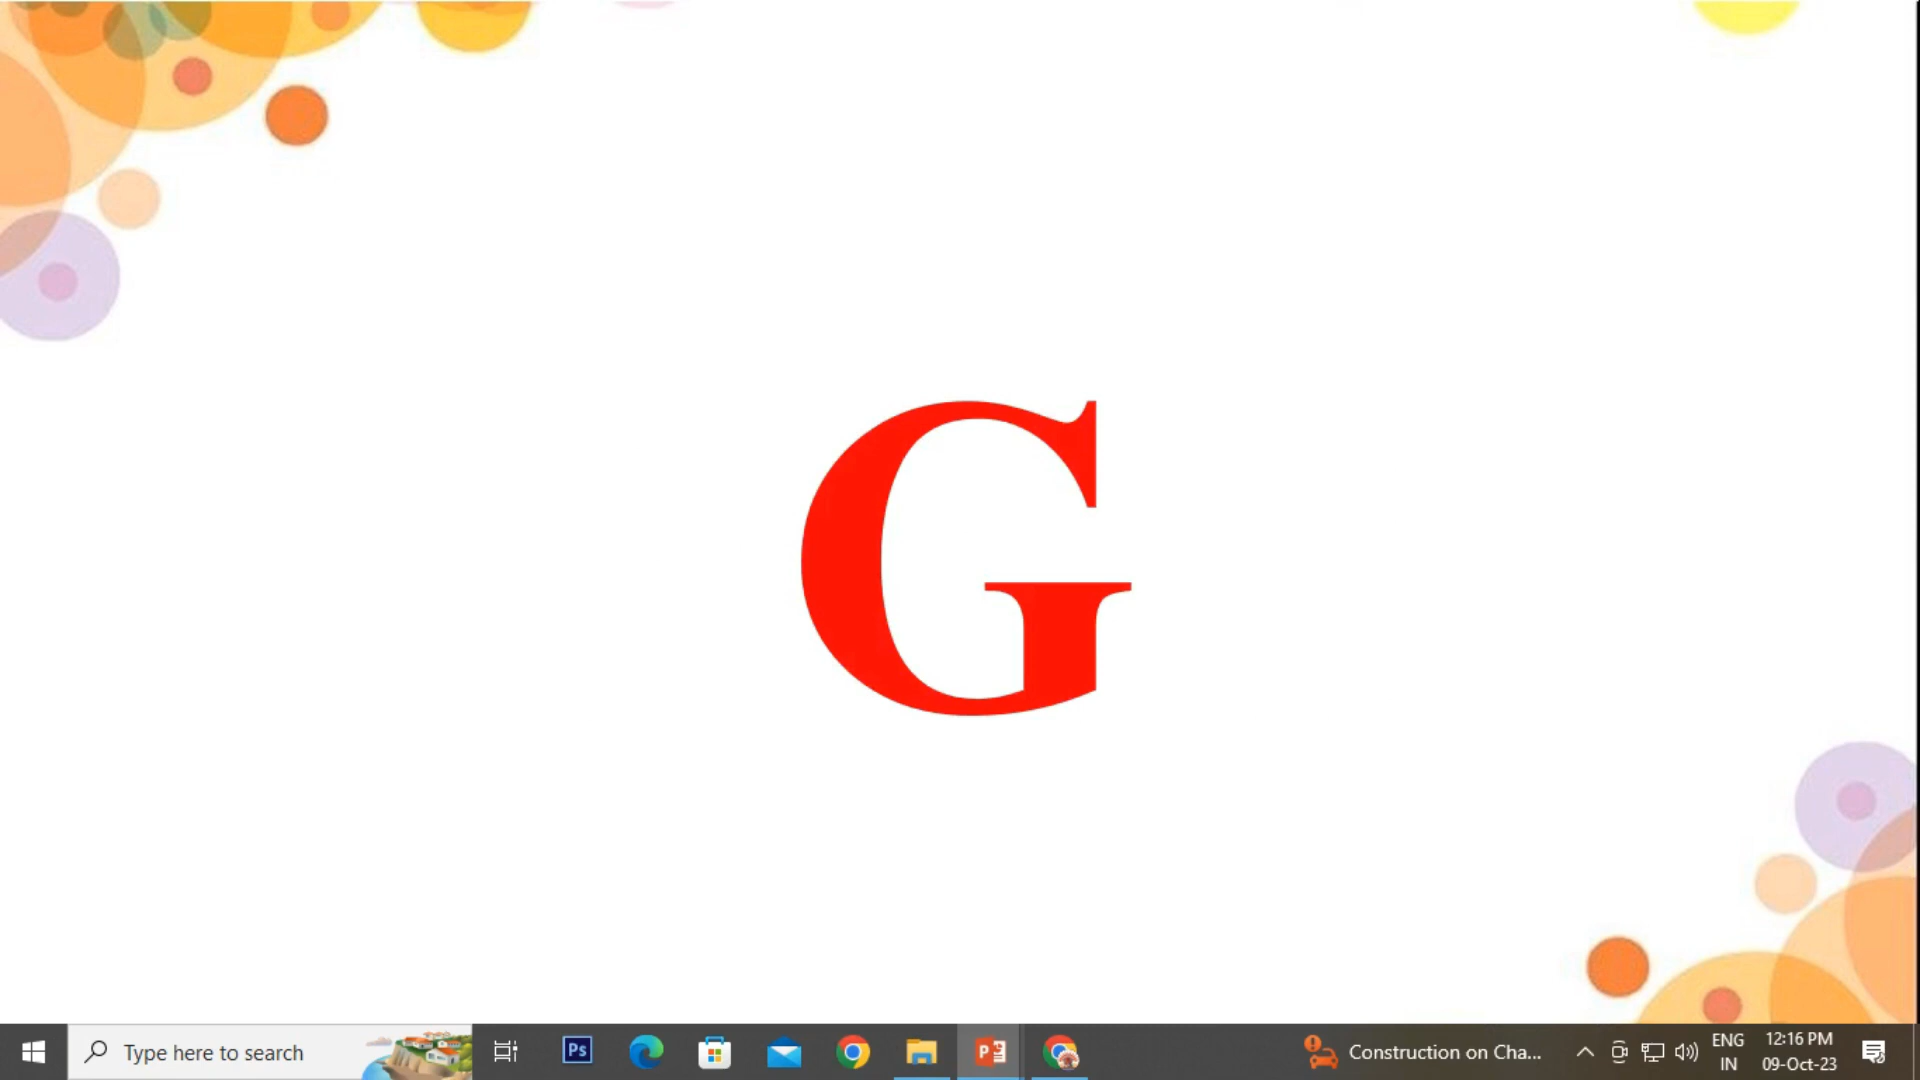 G
Type here to search
Ps
Construction on Cha...
ENG
IN
12:16 PM
09-Oct-23